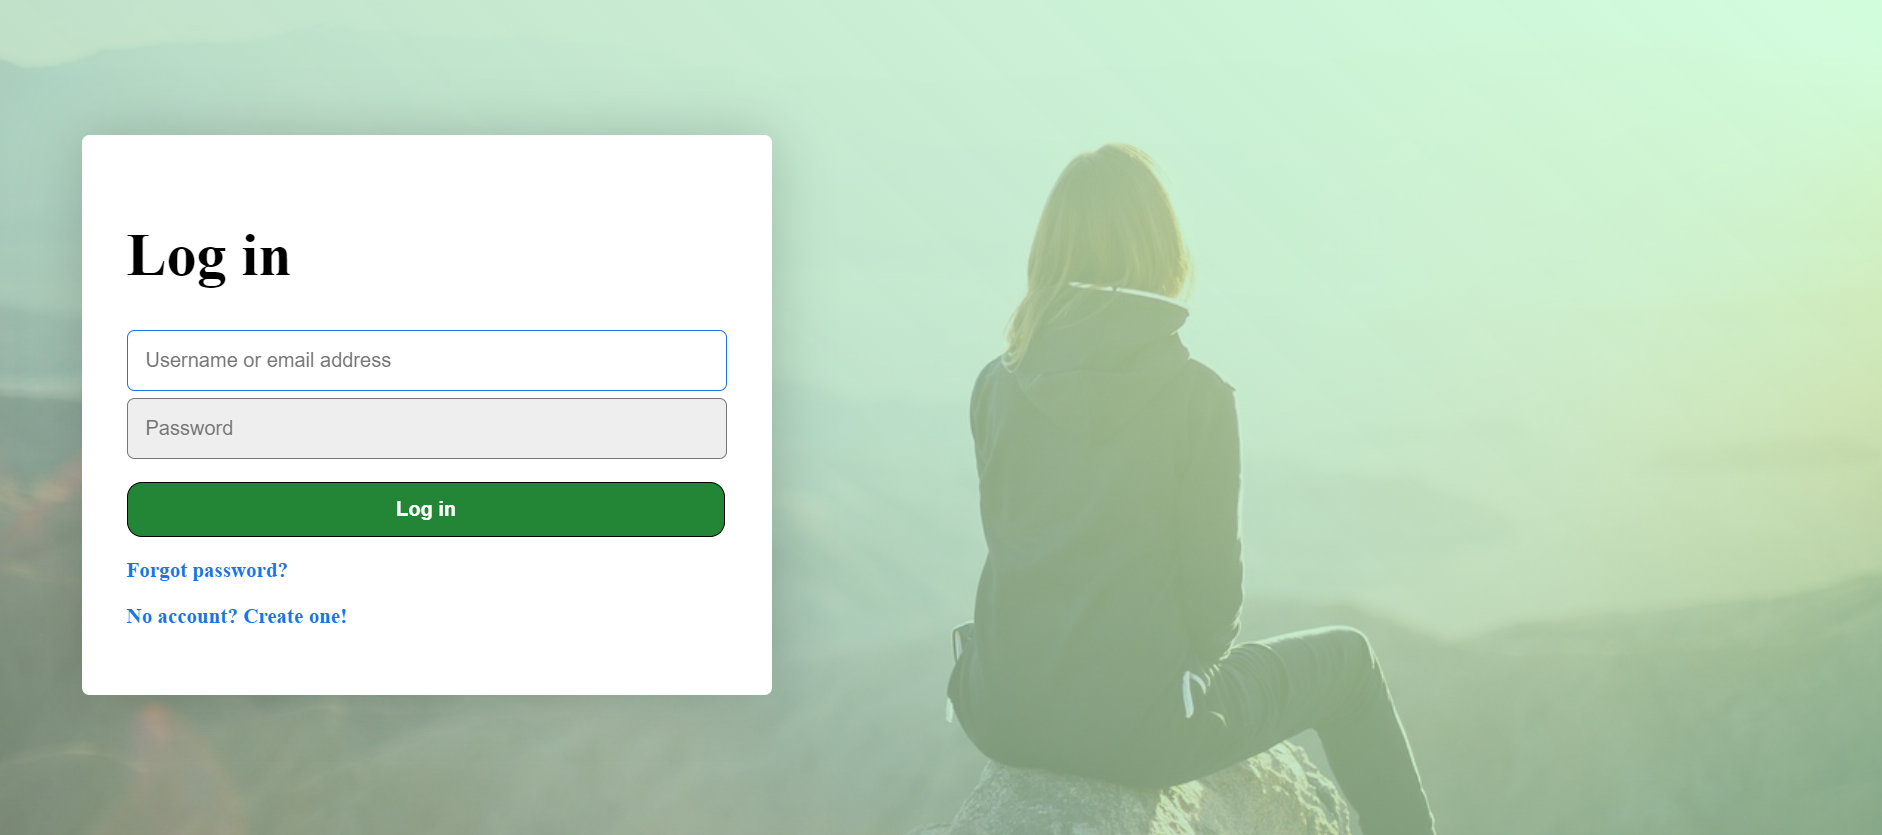 Log in
Username or email address
Password
Log in
Forgot password?
No account? Create one!